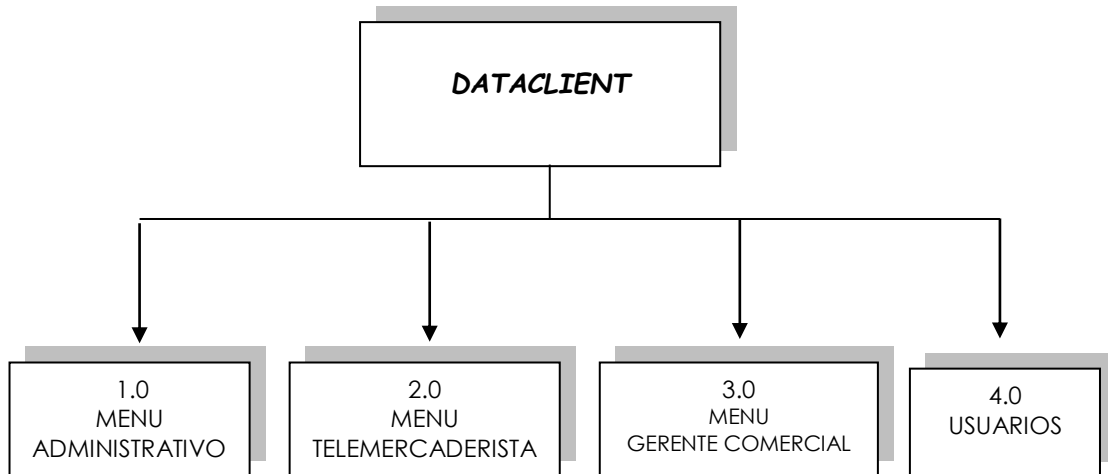 DATACLIENT
1.0
MENU
ADMINISTRATIVO
2.0
MENU
TELEMERCADERISTA
3.0
MENU
GERENTE COMERCIAL
4.0
USUARIOS